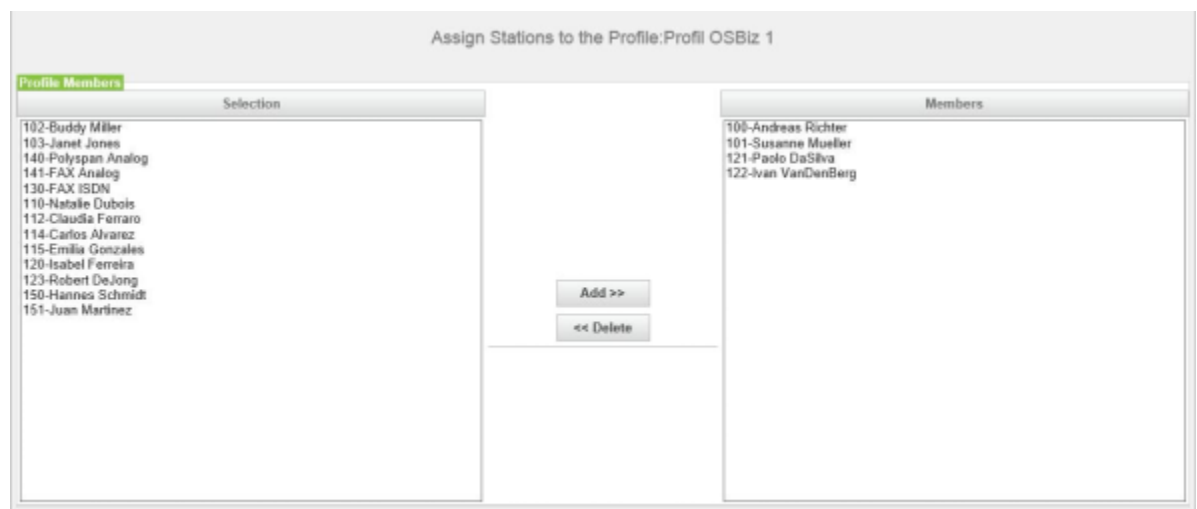 Assign Stations to the Profile:Profil OSBiz 1
Profile Members
Selection
102-Buddy Miller
103-Janet Jones
140-Polyspan Analog
141-FAX Analog
130-FAX ISDN
110-Natalie Dubois
112-Claudia Ferraro
114-Carlos Alvarez
115-Emilia Gonzales
120-Isabel Ferreira
123-Robert DeJong
150-Hannes Schmidt
151-Juan Martinez
Add >>
<< Delete
Members
100-Andreas Richter
101-Susanne Mueller
121-Paolo DaSilva
122-Ivan VanDenBerg